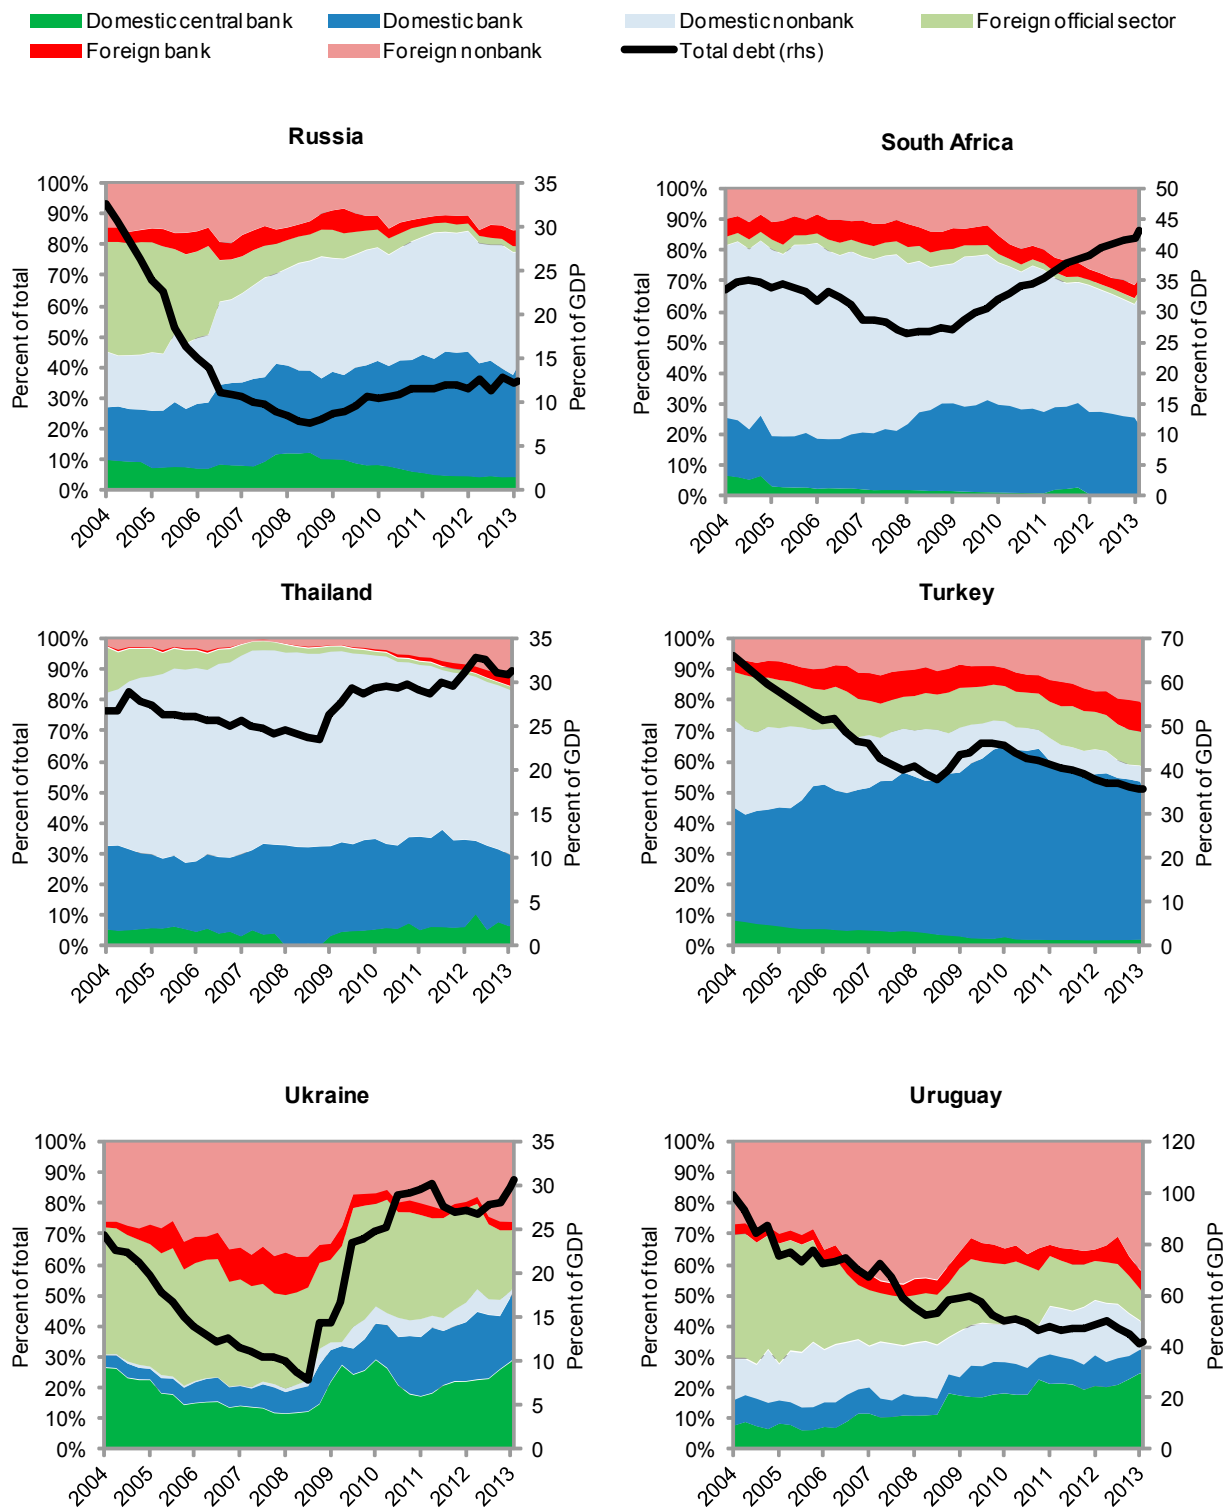 Domestic central bank Domestic bank Domestic nonbank Foreign official sector
Foreign bank Foreign nonbank Total debt (rhs)
Russia
100% 90% 80% 70% 60% 50% 40% 30% 20% 10% 0%
Percent of total
35 30 25 20 15 10 5 0
Percent of GDP
2004 2005 2006 2007 2008 2009 2010 2011 2012 2013
South Africa
100% 90% 80% 70% 60% 50% 40% 30% 20% 10% 0%
Percent of total
50 45 40 35 30 25 20 15 10 5 0
Percent of GDP
2004 2005 2006 2007 2008 2009 2010 2011 2012 2013
Thailand
100% 90% 80% 70% 60% 50% 40% 30% 20% 10% 0%
Percent of total
35 30 25 20 15 10 5 0
Percent of GDP
2004 2005 2006 2007 2008 2009 2010 2011 2012 2013
Turkey
100% 90% 80% 70% 60% 50% 40% 30% 20% 10% 0%
Percent of total
70 60 50 40 30 20 10 0
Percent of GDP
2004 2005 2006 2007 2008 2009 2010 2011 2012 2013
Ukraine
100% 90% 80% 70% 60% 50% 40% 30% 20% 10% 0%
Percent of total
35 30 25 20 15 10 5 0
Percent of GDP
2004 2005 2006 2007 2008 2009 2010 2011 2012 2013
Uruguay
100% 90% 80% 70% 60% 50% 40% 30% 20% 10% 0%
Percent of total
120 100 80 60 40 20 0
Percent of GDP
2004 2005 2006 2007 2008 2009 2010 2011 2012 2013